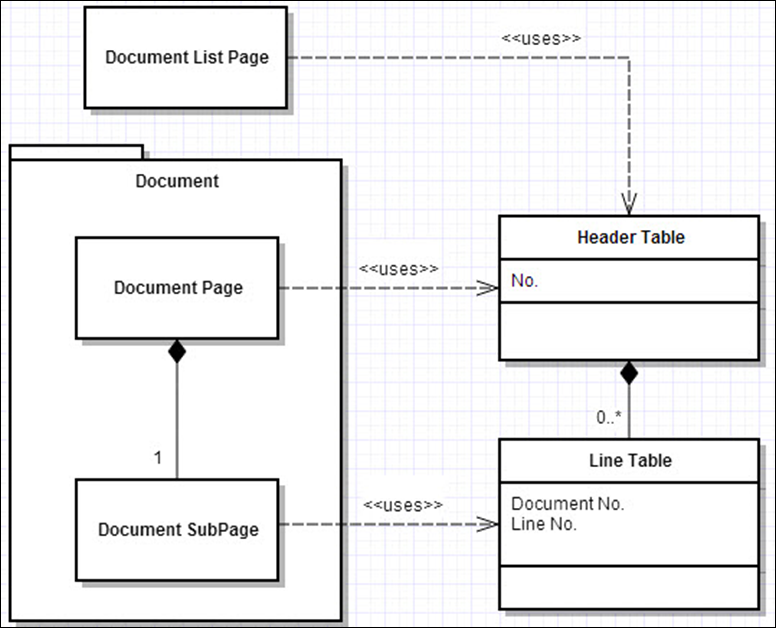 Document List Page
<<uses>>
Document
Header Table
Document Page
<<uses>>
No.
0..*
1
Line Table
Document SubPage
<<uses>>
Document No.
Line No.